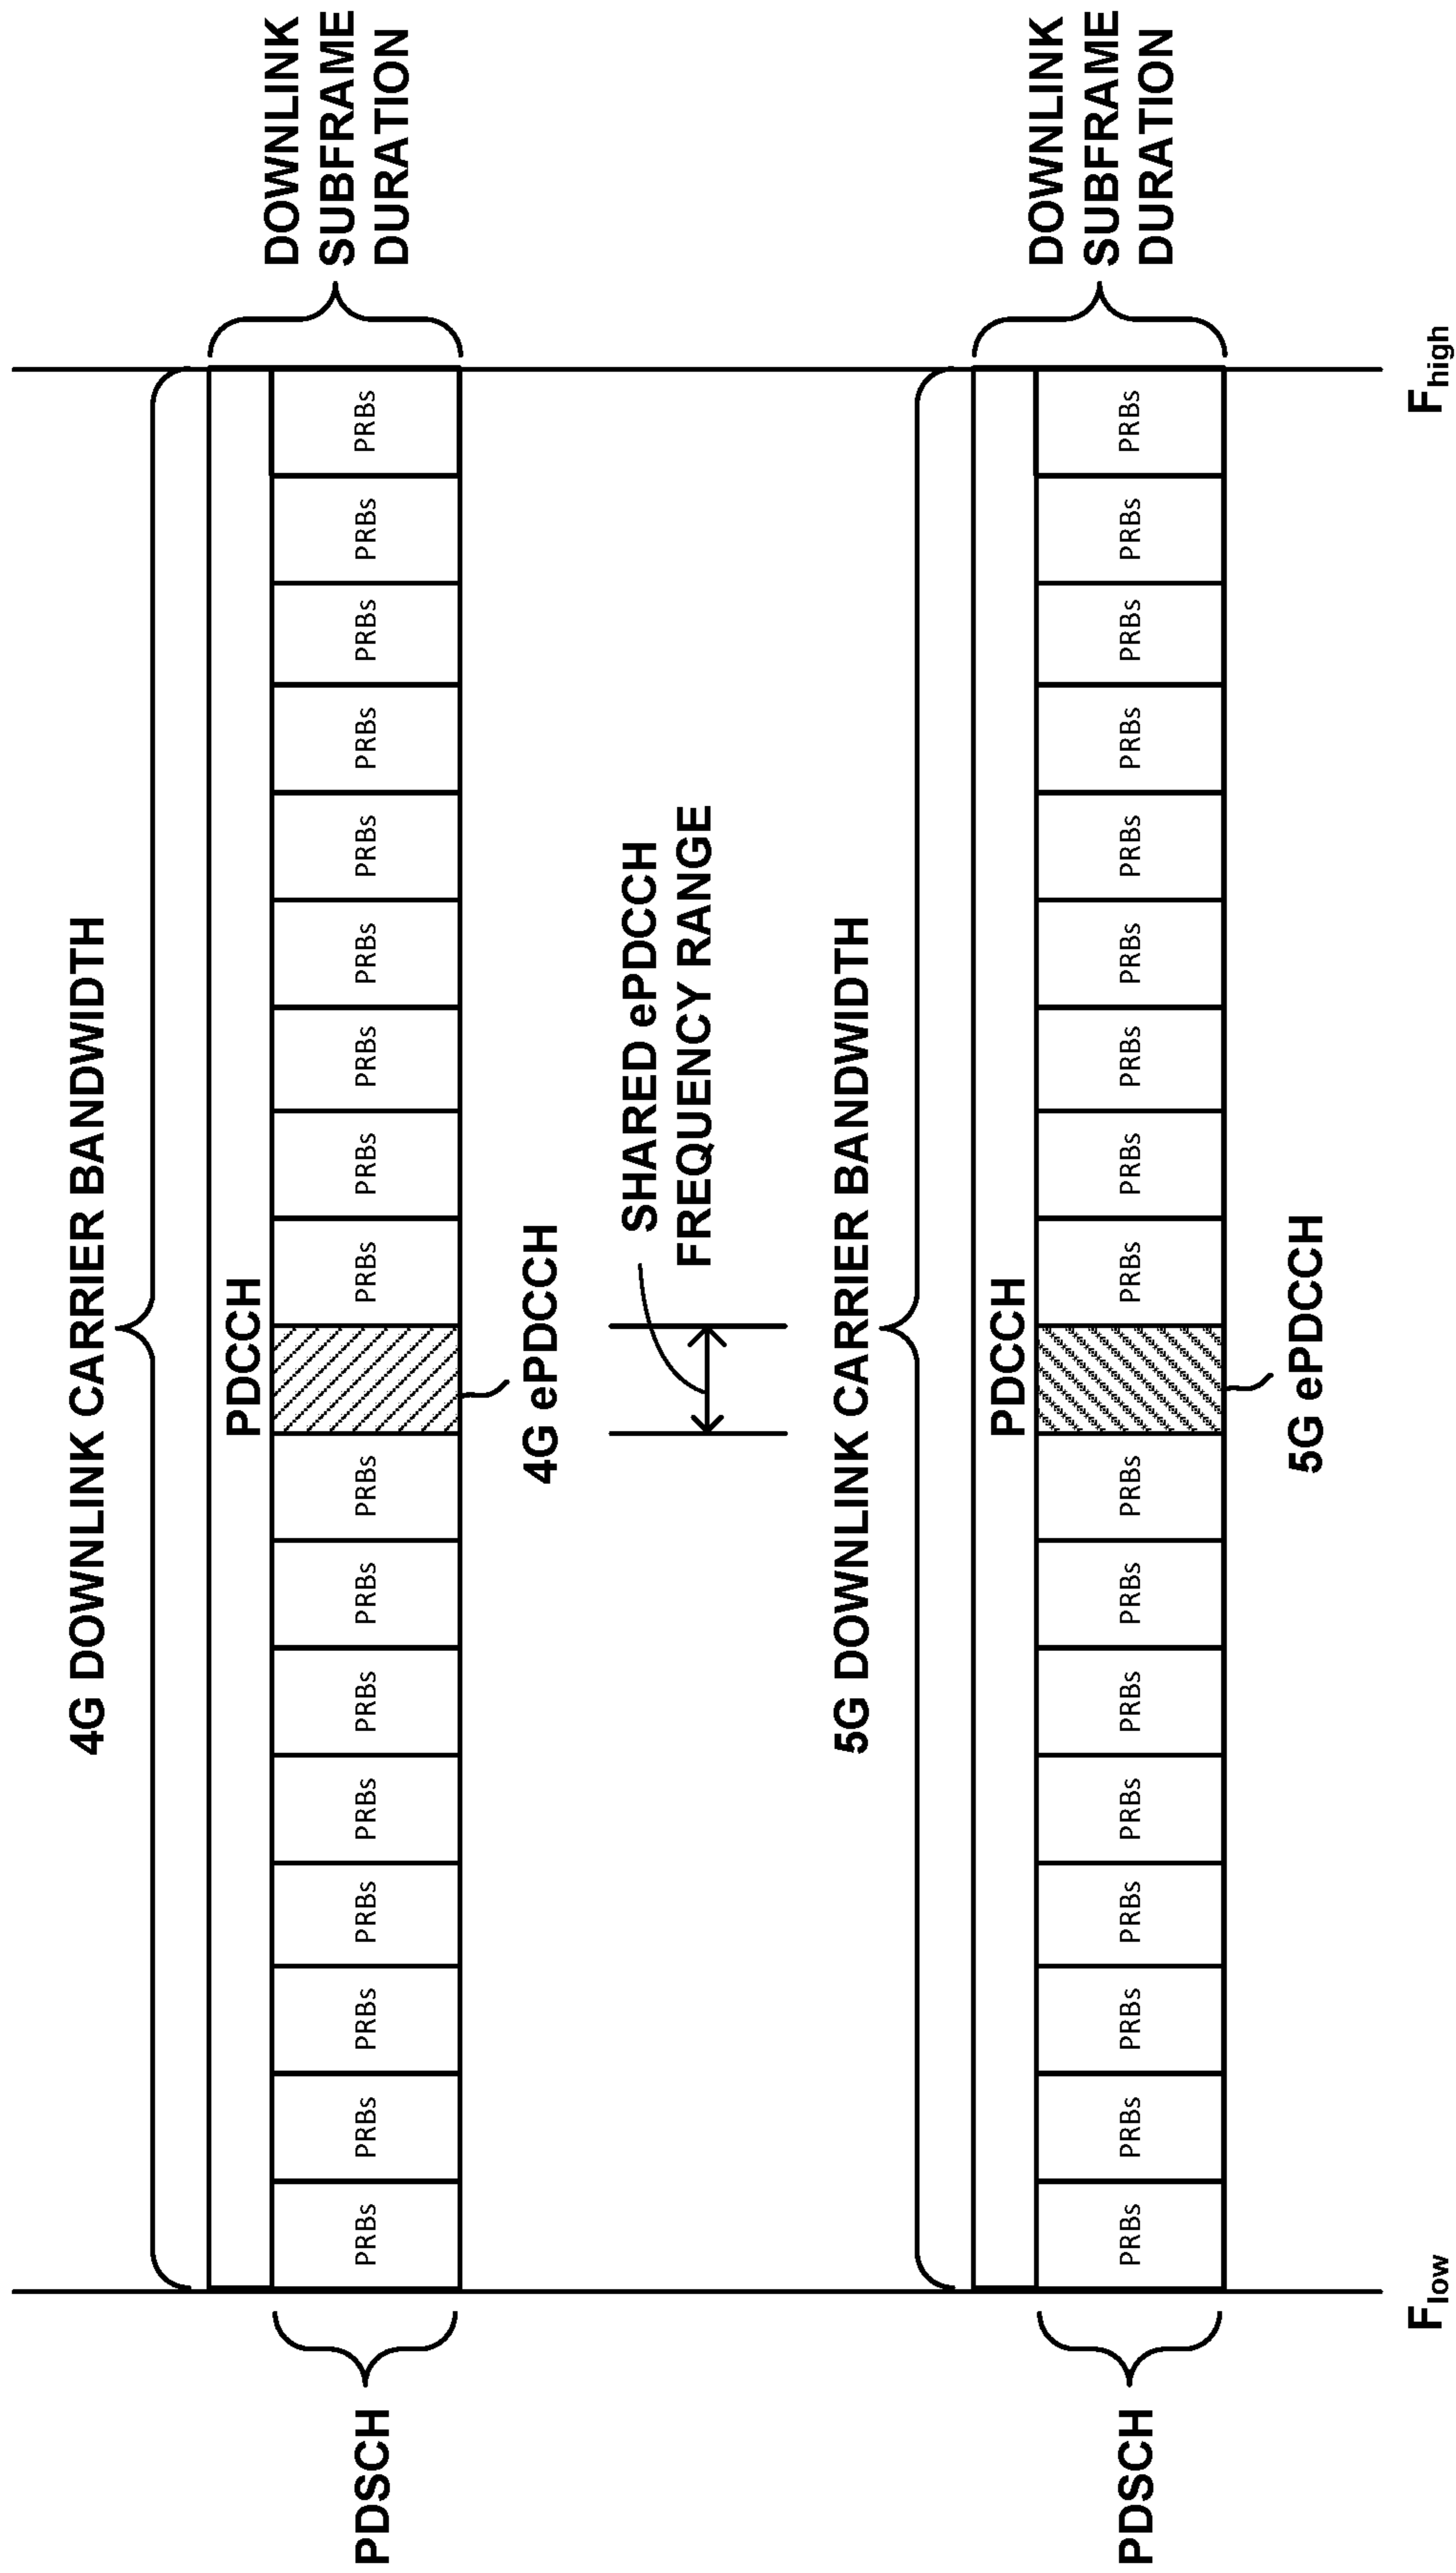 4G DOWNLINK CARRIER BANDWIDTH
PDCCH
DOWNLINK
SUBFRAME
DURATION
PDSCH
PRBs PRBs PRBs PRBs PRBs PRBs PRBs PRBs PRBs PRBs PRBs PRBs PRBs PRBs PRBs PRBs PRBs
4G ePDCCH
SHARED ePDCCH
FREQUENCY RANGE
5G DOWNLINK CARRIER BANDWIDTH
PDCCH
DOWNLINK
SUBFRAME
DURATION
PDSCH
PRBs PRBs PRBs PRBs PRBs PRBs PRBs PRBs PRBs PRBs PRBs PRBs PRBs PRBs PRBs PRBs PRBs
5G ePDCCH
Flow Fhigh